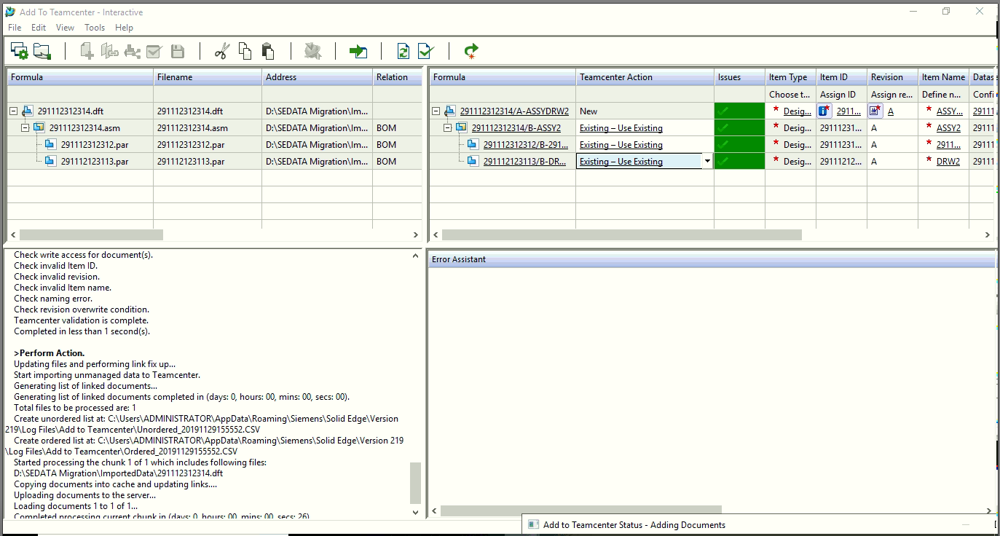 Add To Teamcenter - Interactive
File Edit View Tools Help
Formula Filename Address Relation
291112312314.dft 291112312314.dft D:\SEDATA Migration\Im...
291112312314.asm 291112312314.asm D:\SEDATA Migration\Im... BOM
291112312312.par 291112312312.par D:\SEDATA Migration\Im... BOM
291112123113.par 291112123113.par D:\SEDATA Migration\Im... BOM
Formula Teamcenter Action Issues Item Type Item ID Revision Item Name Datas
Choose t... Assign ID Assign re... Define n... Confi
291112312314/A-ASSYDRW2 New * Desig... 2911... A * ASSY... 29111
291112312314/B-ASSY2 Existing – Use Existing * Desig... 29111231... A * ASSY2 29111
291112312312/B-291... Existing – Use Existing * Desig... 29111231... A * 2911... 29111
291112123113/B-DR... Existing – Use Existing * Desig... 29111212... A * DRW2 29111
Check write access for document(s).
Check invalid Item ID.
Check invalid revision.
Check invalid Item name.
Check naming error.
Check revision overwrite condition.
Teamcenter validation is complete.
Completed in less than 1 second(s).
>Perform Action.
Updating files and performing link fix up...
Start importing unmanaged data to Teamcenter.
Generating list of linked documents...
Generating list of linked documents completed in (days: 0, hours: 00, mins: 00, secs: 00).
Total files to be processed are: 1
Create unordered list at: C:\Users\ADMINISTRATOR\AppData\Roaming\Siemens\Solid Edge\Version
219\Log Files\Add to Teamcenter\Unordered_20191129155552.CSV
Create ordered list at: C:\Users\ADMINISTRATOR\AppData\Roaming\Siemens\Solid Edge\Version 219
\Log Files\Add to Teamcenter\Ordered_20191129155552.CSV
Started processing the chunk 1 of 1 which includes following files:
D:\SEDATA Migration\ImportedData\291112312314.dft
Copying documents into cache and updating links....
Uploading documents to the server...
Loading documents 1 to 1 of 1...
Completed processing current chunk in (days: 0, hours: 00, mins: 00, secs: 26)
Error Assistant
Add to Teamcenter Status - Adding Documents